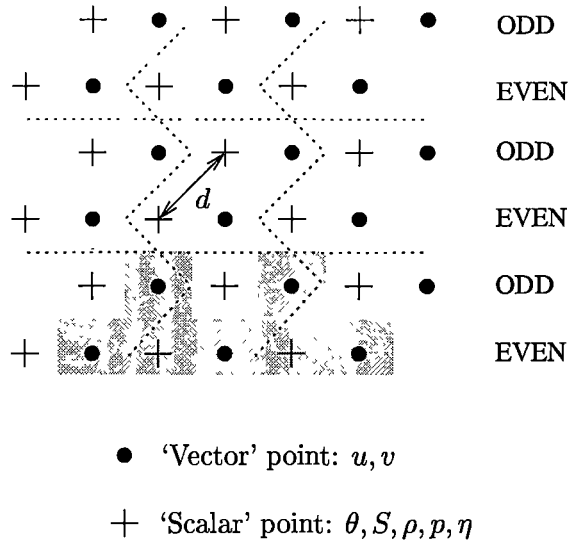 ODD
EVEN
ODD
d
EVEN
ODD
EVEN
‘Vector’ point: u, v
‘Scalar’ point: θ, S, ρ, p, η